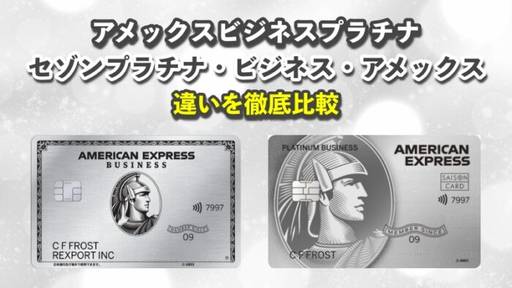 アメックスビジネスプラチナ
セゾンプラチナ・ビジネス・アメックス
違いを徹底比較
AMERICAN EXPRESS
BUSINESS
7997
09
C F FROST
REXPORT INC
PLATINUM BUSINESS
AMERICAN
EXPRESS
SAISON
CARD
7997
MEMBER SINCE
09
C F FROST